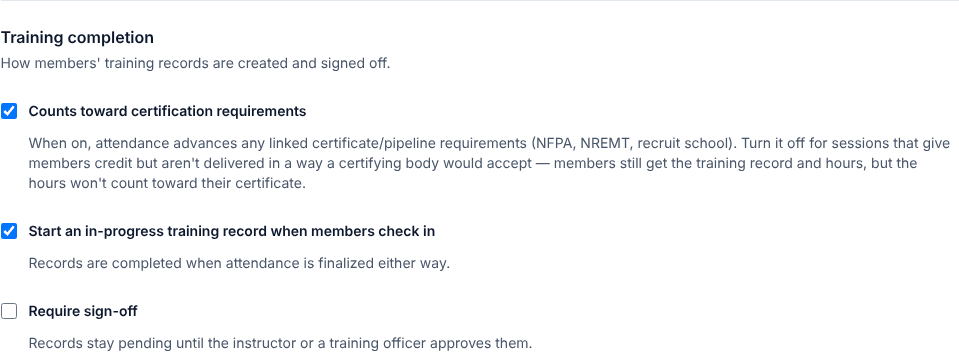 Training completion
How members' training records are created and signed off.
Counts toward certification requirements
When on, attendance advances any linked certificate/pipeline requirements (NFPA, NREMT, recruit school). Turn it off for sessions that give
members credit but aren't delivered in a way a certifying body would accept — members still get the training record and hours, but the
hours won't count toward their certificate.
Start an in-progress training record when members check in
Records are completed when attendance is finalized either way.
Require sign-off
Records stay pending until the instructor or a training officer approves them.